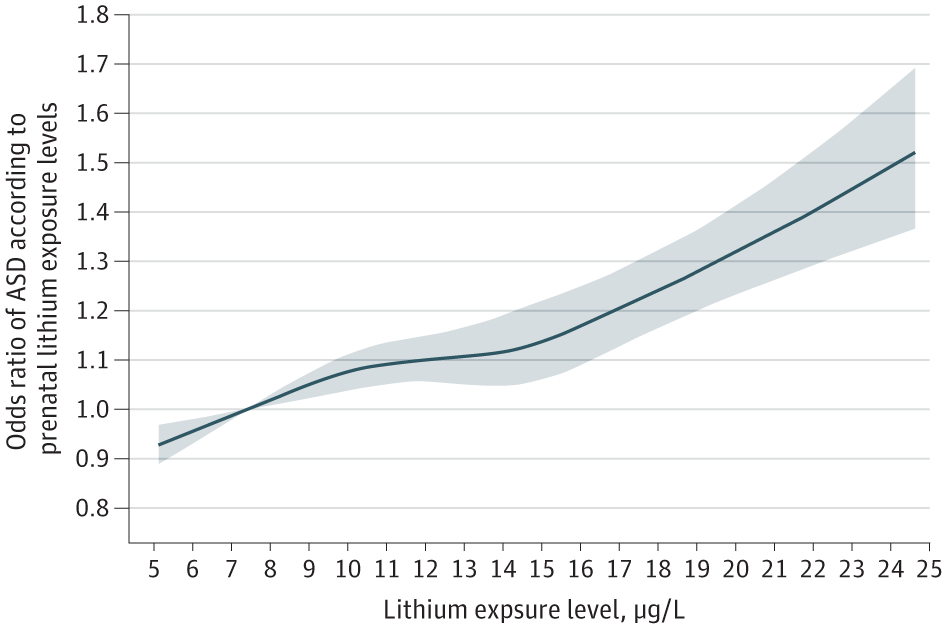 Odds ratio of ASD according to
prenatal lithium exposure levels
1.8
1.7
1.6
1.5
1.4
1.3
1.2
1.1
1.0
0.9
0.8
5 6 7 8 9 10 11 12 13 14 15 16 17 18 19 20 21 22 23 24 25
Lithium expsure level, µg/L